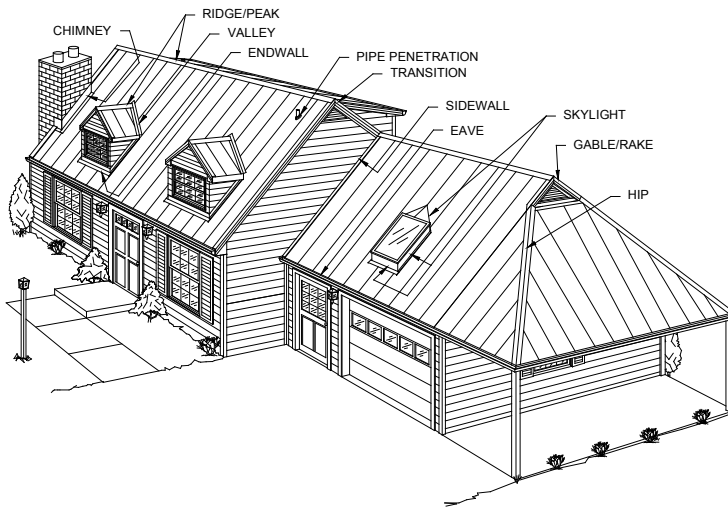 RIDGE/PEAK
CHIMNEY
VALLEY
ENDWALL
PIPE PENETRATION
TRANSITION
SIDEWALL
EAVE
SKYLIGHT
GABLE/RAKE
HIP